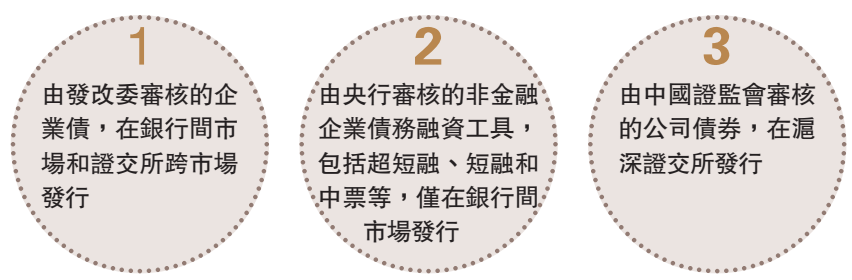 1
由發改委審核的企
業債，在銀行間市
場和證交所跨市場
發行
2
由央行審核的非金融
企業債務融資工具，
包括超短融、短融和
中票等，僅在銀行間
市場發行
3
由中國證監會審核
的公司債券，在滬
深證交所發行